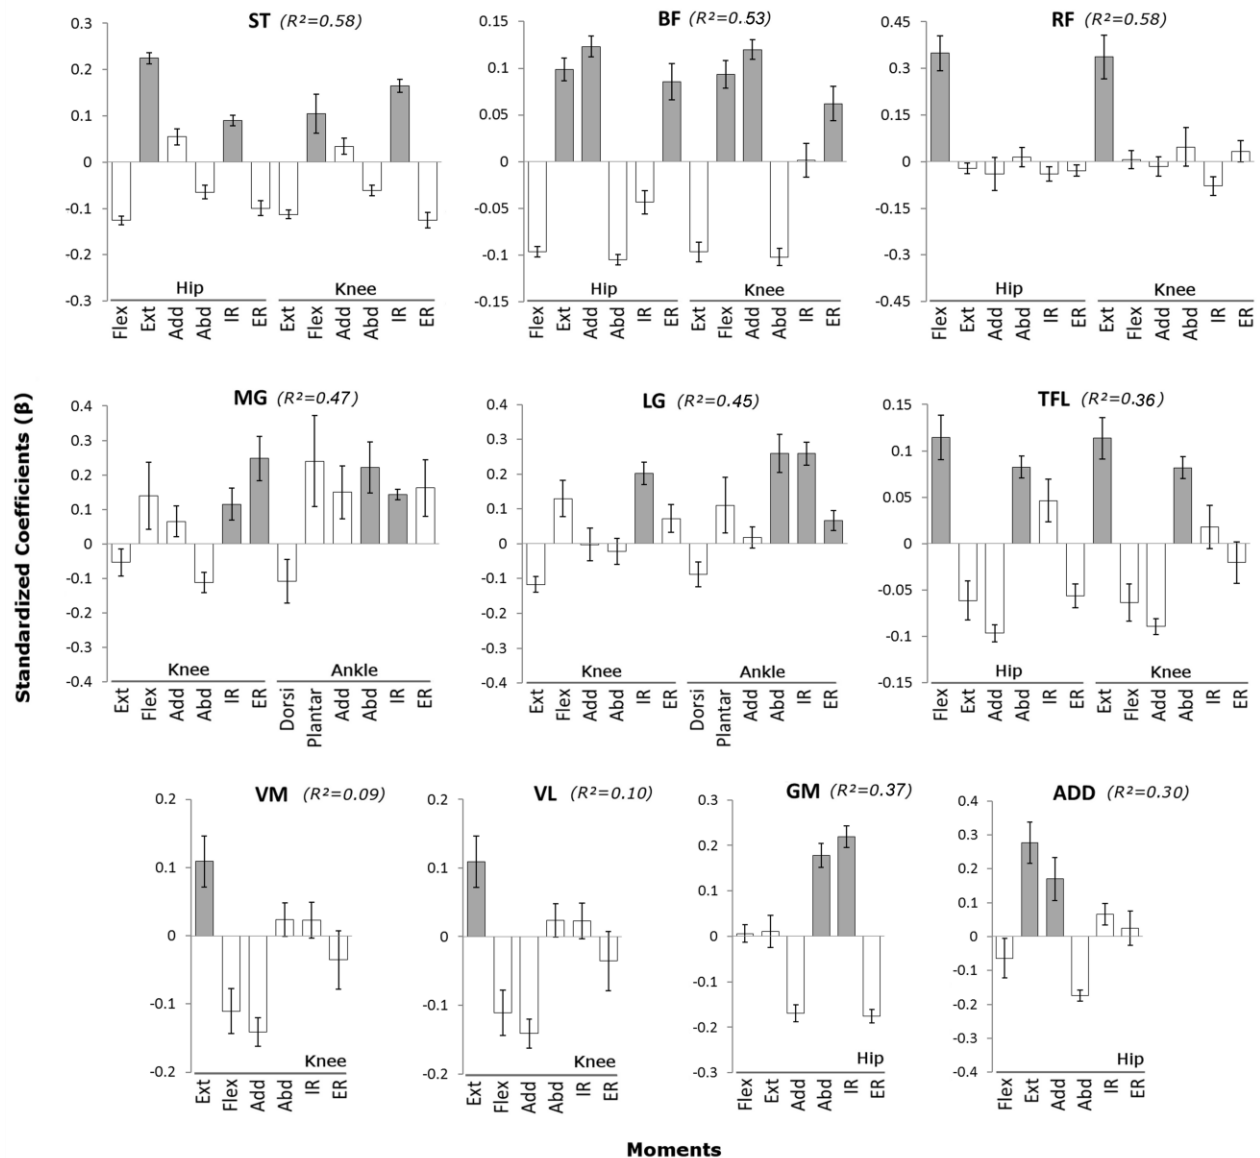 ST (R²=0.58)
0.3
0.2
0.1
0
-0.1
-0.2
-0.3
Hip Knee
Flex Ext Add Abd IR ER Ext Flex Add Abd IR ER
BF (R²=0.53)
0.15
0.1
0.05
0
-0.05
-0.1
-0.15
Hip Knee
Flex Ext Add Abd IR ER Ext Flex Add Abd IR ER
RF (R²=0.58)
0.45
0.3
0.15
0
-0.15
-0.3
-0.45
Hip Knee
Flex Ext Add Abd IR ER Ext Flex Add Abd IR ER
Standardized Coefficients (β)
MG (R²=0.47)
0.4
0.3
0.2
0.1
0
-0.1
-0.2
-0.3
-0.4
Knee Ankle
Ext Flex Add Abd IR ER Dorsi Plantar Add Abd IR ER
LG (R²=0.45)
0.4
0.3
0.2
0.1
0
-0.1
-0.2
-0.3
-0.4
Knee Ankle
Ext Flex Add Abd IR ER Dorsi Plantar Add Abd IR ER
TFL (R²=0.36)
0.15
0.1
0.05
0
-0.05
-0.1
-0.15
Hip Knee
Flex Ext Add Abd IR ER Ext Flex Add Abd IR ER
VM (R²=0.09)
0.2
0.1
0
-0.1
-0.2
Knee
Ext Flex Add Abd IR ER
VL (R²=0.10)
0.2
0.1
0
-0.1
-0.2
Knee
Ext Flex Add Abd IR ER
GM (R²=0.37)
0.3
0.2
0.1
0
-0.1
-0.2
-0.3
Hip
Flex Ext Add Abd IR ER
ADD (R²=0.30)
0.4
0.3
0.2
0.1
0
-0.1
-0.2
-0.3
-0.4
Hip
Flex Ext Add Abd IR ER
Moments